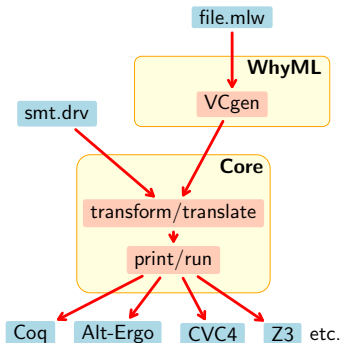 file.mlw
WhyML
VCgen
smt.drv
Core
transform/translate
print/run
Coq Alt-Ergo CVC4 Z3 etc.